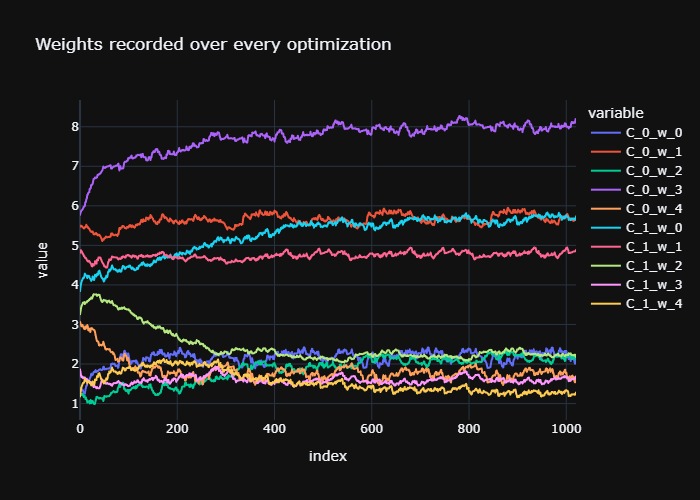 Weights recorded over every optimization
variable
C_0_w_0
C_0_w_1
C_0_w_2
C_0_w_3
C_0_w_4
C_1_w_0
C_1_w_1
C_1_w_2
C_1_w_3
C_1_w_4
value
8
7
6
5
4
3
2
1
0 200 400 600 800 1000
index